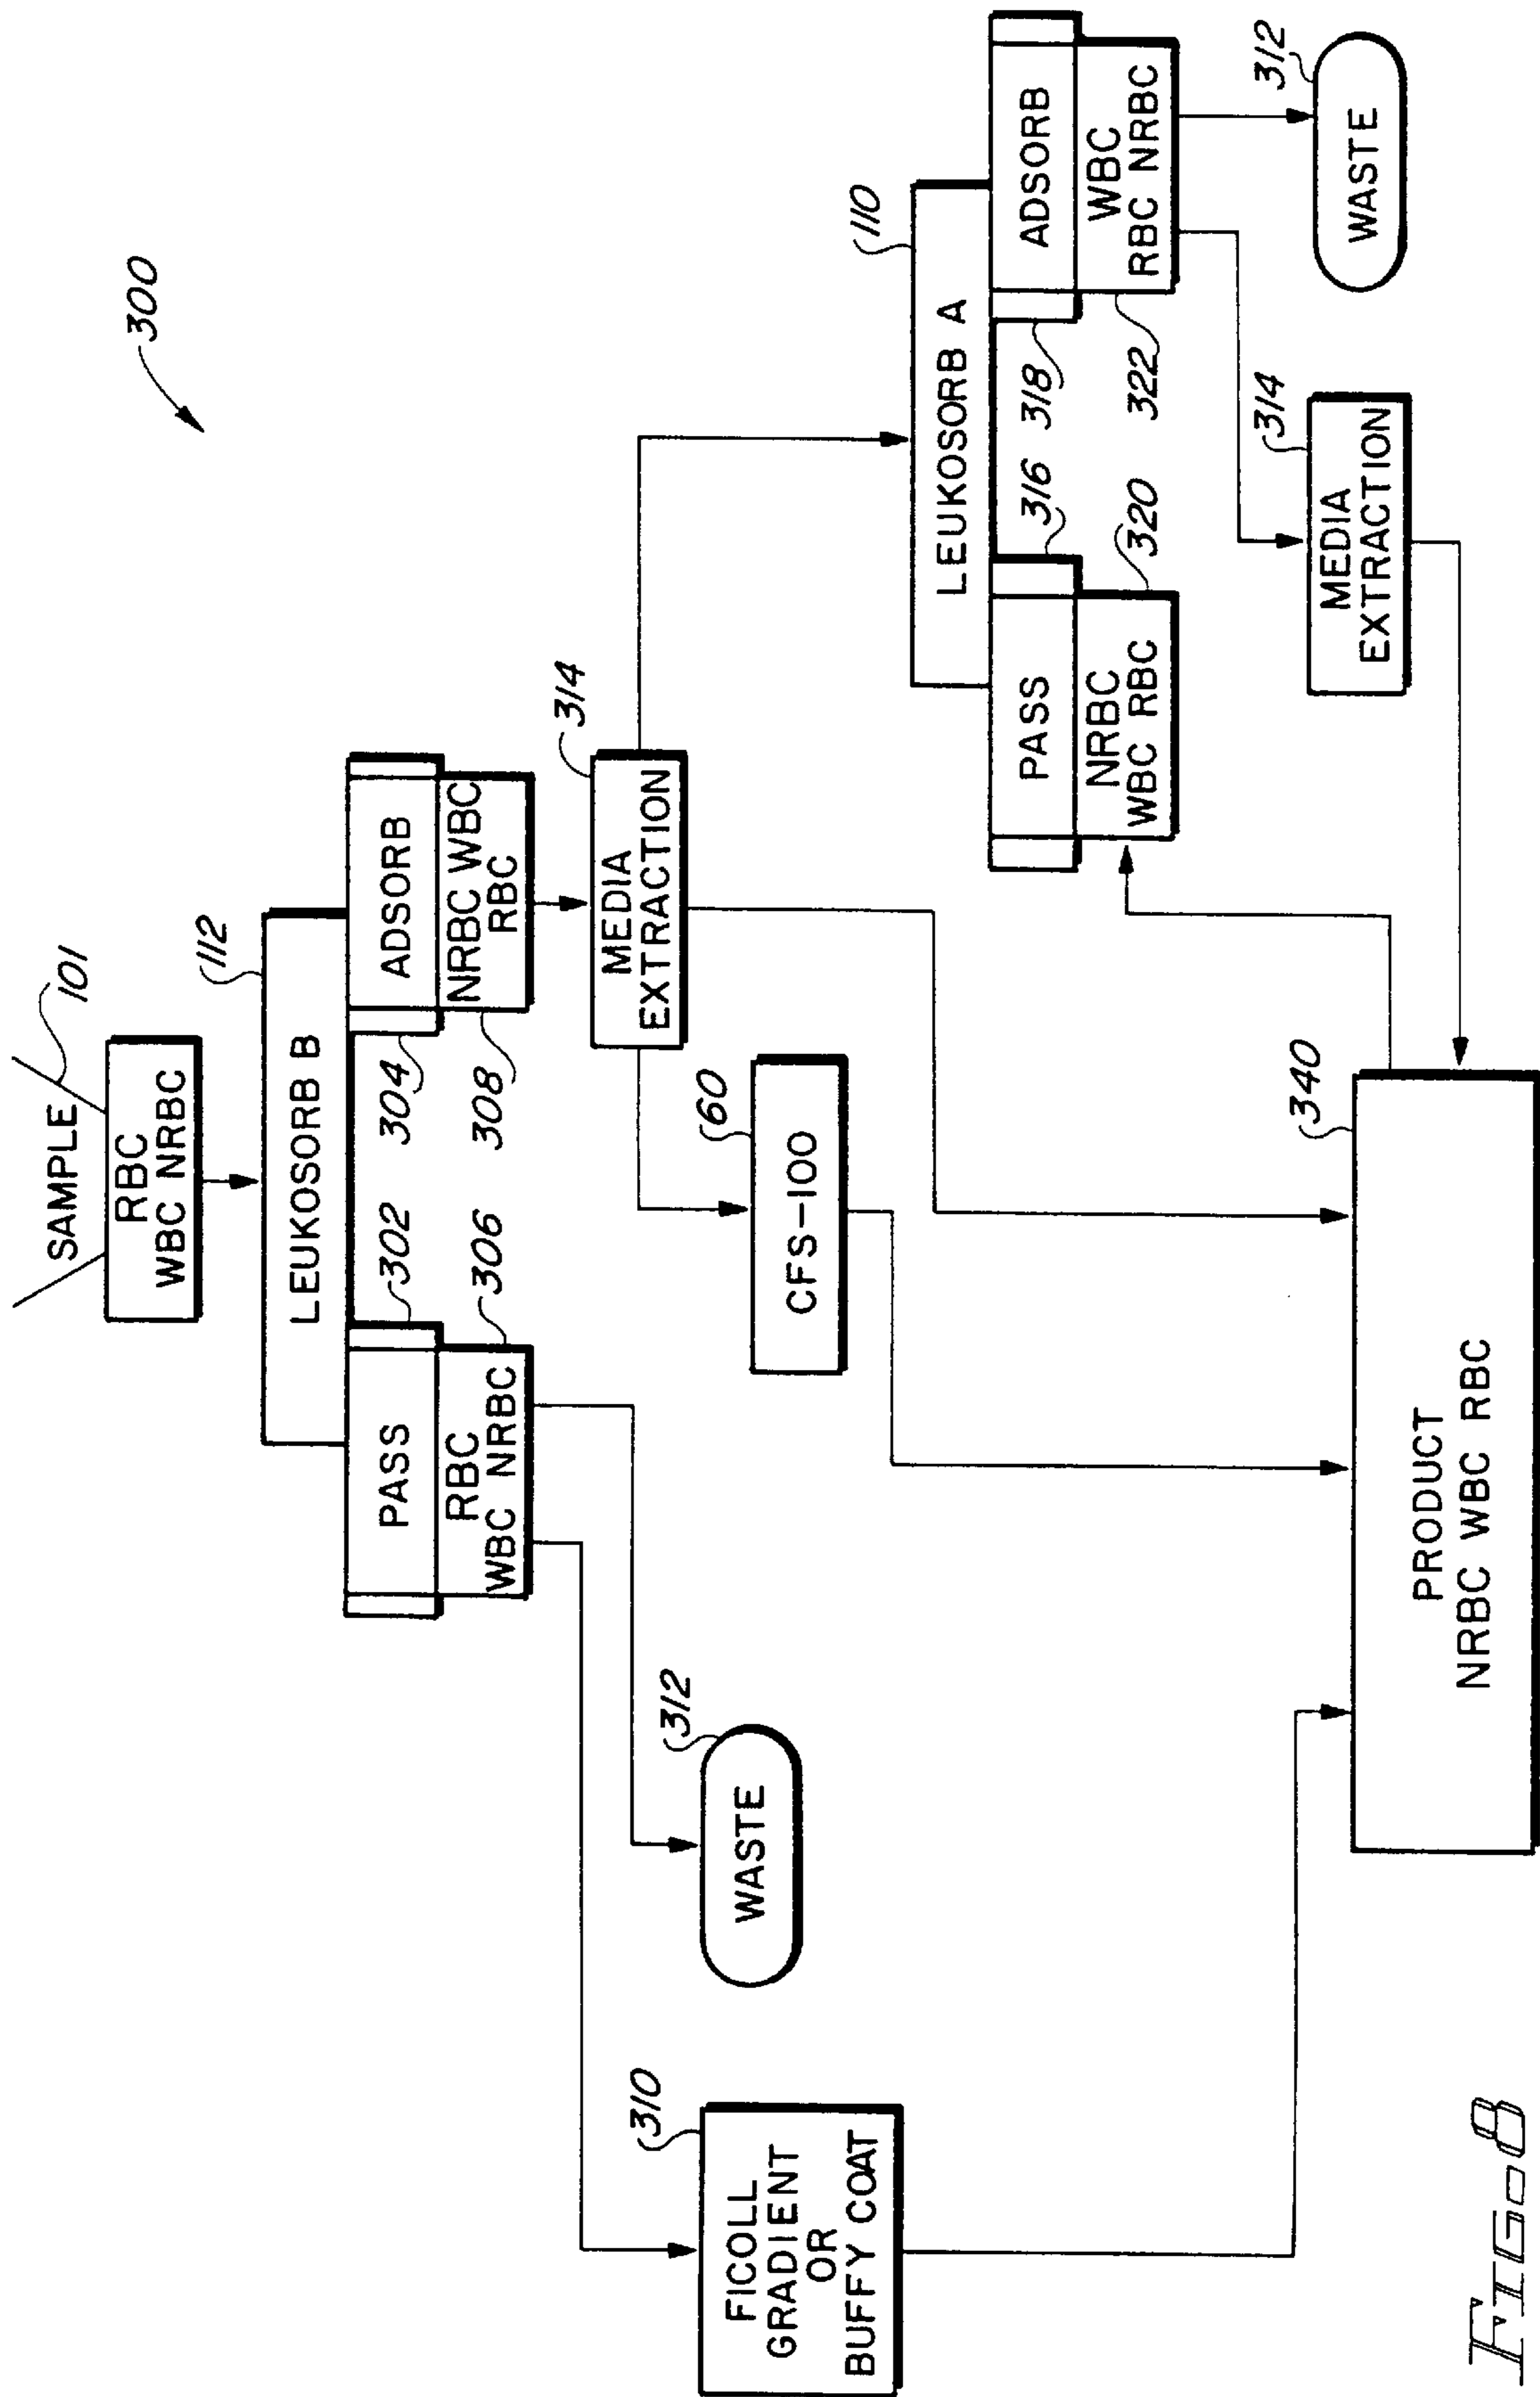 300
SAMPLE
101
RBC
WBC NRBC
112
LEUKOSORB B
PASS
302
ADSORB
304
RBC
WBC NRBC
306
NRBC WBC
RBC
308
310
FICOLL
GRADIENT
OR
BUFFY COAT
312
WASTE
314
MEDIA
EXTRACTION
60
CFS-100
110
LEUKOSORB A
PASS
316
318
ADSORB
NRBC
WBC RBC
320
322
WBC
RBC NRBC
314
MEDIA
EXTRACTION
312
WASTE
340
PRODUCT
NRBC WBC RBC
FIG.8